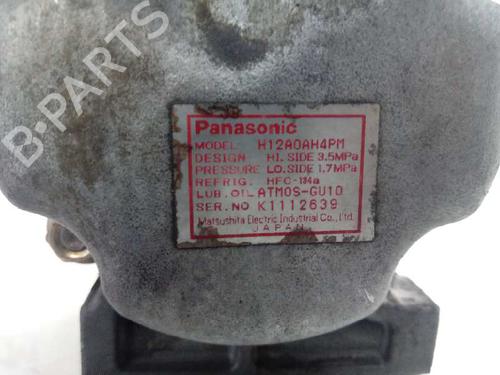 Panasonic
MODEL H12A0AH4PM
DESIGN HI. SIDE 3.5MPa
PRESSURE LO. SIDE 1.7MPa
REFRIG. HFC-134a
LUB. OIL ATMOS-GU10
SER. NO K1112639
Matsushita Electric Industrial Co., Ltd.
JAPAN
B-PARTS